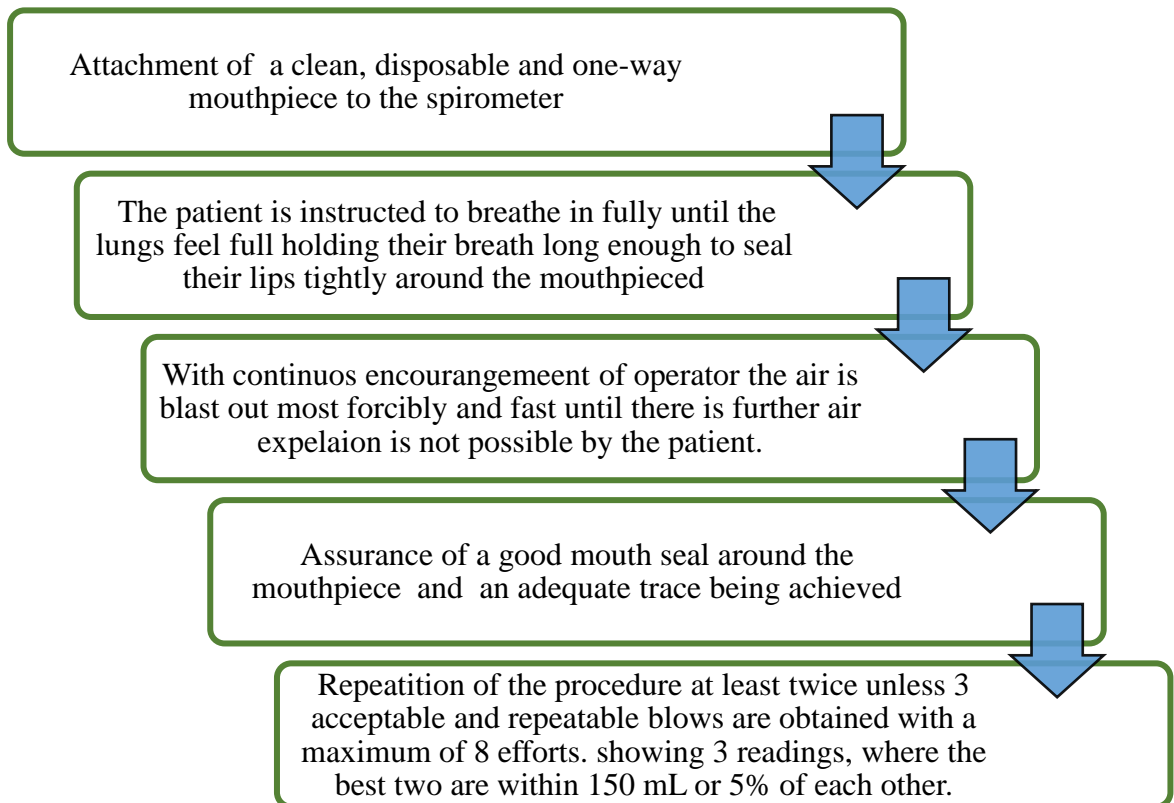 Attachment of a clean, disposable and one-way
mouthpiece to the spirometer
The patient is instructed to breathe in fully until the
lungs feel full holding their breath long enough to seal
their lips tightly around the mouthpieced
With continuos encourangemeent of operator the air is
blast out most forcibly and fast until there is further air
expelaion is not possible by the patient.
Assurance of a good mouth seal around the
mouthpiece and an adequate trace being achieved
Repeatition of the procedure at least twice unless 3
acceptable and repeatable blows are obtained with a
maximum of 8 efforts. showing 3 readings, where the
best two are within 150 mL or 5% of each other.